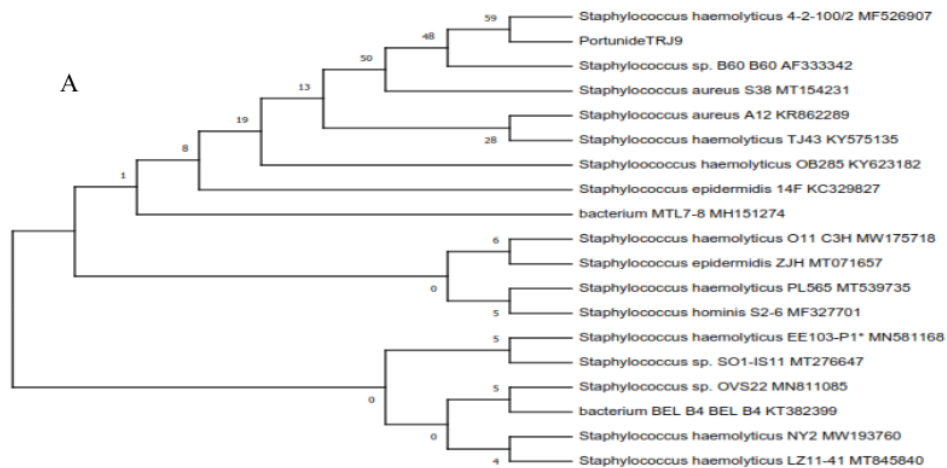 59
Staphylococcus haemolyticus 4-2-100/2 MF526907
48
PortunideTRJ9
50
Staphylococcus sp. B60 B60 AF333342
A
13
Staphylococcus aureus S38 MT154231
19
Staphylococcus aureus A12 KR862289
28
Staphylococcus haemolyticus TJ43 KY575135
8
Staphyloococcus haemolyticus OB285 KY623182
1
Staphylococcus epidermidis 14F KC329827
bacterium MTL7-8 MH151274
6
Staphylococcus haemolyticus O11 C3H MW175718
Staphylococcus epidermidis ZJH MT071657
0
Staphylococcus haemolyticus PL565 MT539735
5
Staphylococcus hominis S2-6 MF327701
5
Staphylococcus haemolyticus EE103-P1* MN581168
Staphylococcus sp. SO1-IS11 MT276647
0
5
Staphylococcus sp. OVS22 MN811085
bacterium BEL B4 BEL B4 KT382399
0
Staphylococcus haemolyticus NY2 MW193760
4
Staphylococcus haemolyticus LZ11-41 MT845840